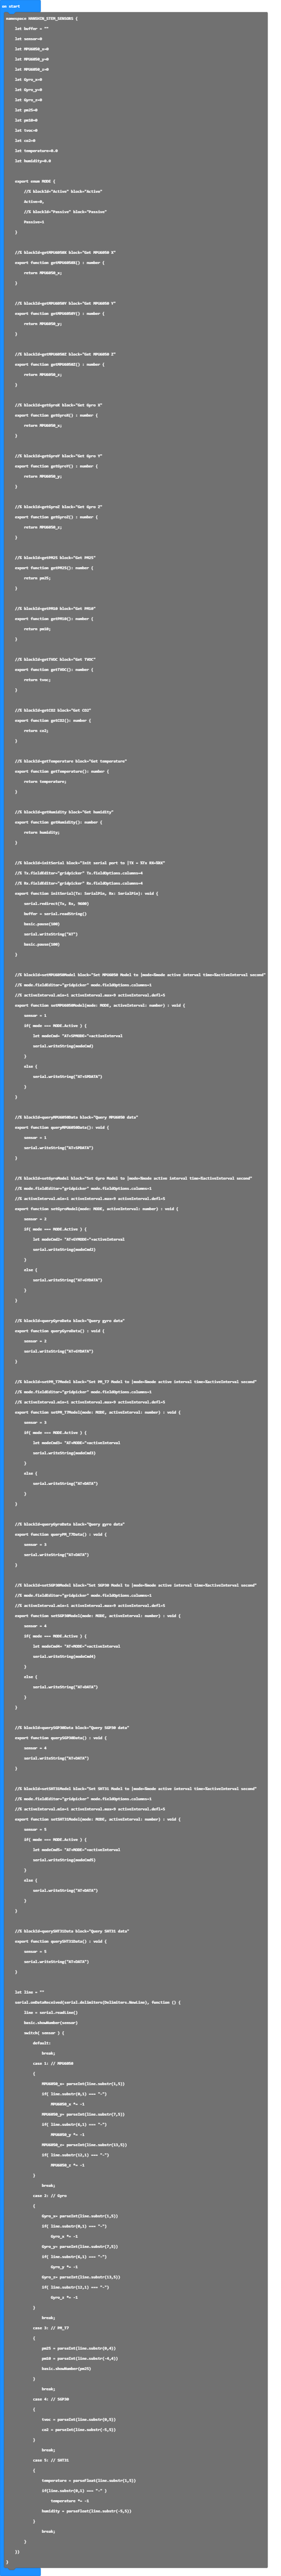 on start
namespace HANSHIN_STEM_SENSORS {
let buffer = ""
let sensor=0
let MPU6050_x=0
let MPU6050_y=0
let MPU6050_z=0
let Gyro_x=0
let Gyro_y=0
let Gyro_z=0
let pm25=0
let pm10=0
let tvoc=0
let co2=0
let temperature=0.0
let humidity=0.0
export enum MODE {
//% blockId="Active" block="Active"
Active=0,
//% blockId="Passive" block="Passive"
Passive=1
}
//% blockId=getMPU6050X block="Get MPU6050 X"
export function getMPU6050X() : number {
return MPU6050_x;
}
//% blockId=getMPU6050Y block="Get MPU6050 Y"
export function getMPU6050Y() : number {
return MPU6050_y;
}
//% blockId=getMPU6050Z block="Get MPU6050 Z"
export function getMPU6050Z() : number {
return MPU6050_z;
}
//% blockId=getGyroX block="Get Gyro X"
export function getGyroX() : number {
return MPU6050_x;
}
//% blockId=getGyroY block="Get Gyro Y"
export function getGyroY() : number {
return MPU6050_y;
}
//% blockId=getGyroZ block="Get Gyro Z"
export function getGyroZ() : number {
return MPU6050_z;
}
//% blockId=getPM25 block="Get PM25"
export function getPM25(): number {
return pm25;
}
//% blockId=getPM10 block="Get PM10"
export function getPM10(): number {
return pm10;
}
//% blockId=getTVOC block="Get TVOC"
export function getTVOC(): number {
return tvoc;
}
//% blockId=getCO2 block="Get CO2"
export function getCO2(): number {
return co2;
}
//% blockId=getTemperature block="Get temperature"
export function getTemperature(): number {
return temperature;
}
//% blockId=getHumidity block="Get humidity"
export function getHumidity(): number {
return humidity;
}
//% blockId=initSerial block="Init serial port to |TX = %Tx RX=%RX"
//% Tx.fieldEditor="gridpicker" Tx.fieldOptions.columns=4
//% Rx.fieldEditor="gridpicker" Rx.fieldOptions.columns=4
export function initSerial(Tx: SerialPin, Rx: SerialPin): void {
serial.redirect(Tx, Rx, 9600)
buffer = serial.readString()
basic.pause(100)
serial.writeString("AT")
basic.pause(100)
}
//% blockId=setMPU6050Model block="Set MPU6050 Model to |mode=%mode active interval time=%activeInterval second"
//% mode.fieldEditor="gridpicker" mode.fieldOptions.columns=1
//% activeInterval.min=1 activeInterval.max=9 activeInterval.defl=5
export function setMPU6050Model(mode: MODE, activeInterval: number) : void {
sensor = 1
if( mode === MODE.Active ) {
let modeCmd= "AT+SPMODE="+activeInterval
serial.writeString(modeCmd)
}
else {
serial.writeString("AT+SPDATA")
}
}
//% blockId=queryMPU6050Data block="Query MPU6050 data"
export function queryMPU6050Data(): void {
sensor = 1
serial.writeString("AT+SPDATA")
}
//% blockId=setGyroModel block="Set Gyro Model to |mode=%mode active interval time=%activeInterval second"
//% mode.fieldEditor="gridpicker" mode.fieldOptions.columns=1
//% activeInterval.min=1 activeInterval.max=9 activeInterval.defl=5
export function setGyroModel(mode: MODE, activeInterval: number) : void {
sensor = 2
if( mode === MODE.Active ) {
let modeCmd2= "AT+GYMODE="+activeInterval
serial.writeString(modeCmd2)
}
else {
serial.writeString("AT+GYDATA")
}
}
//% blockId=queryGyroData block="Query gyro data"
export function queryGyroData() : void {
sensor = 2
serial.writeString("AT+GYDATA")
}
//% blockId=setPM_T7Model block="Set PM_T7 Model to |mode=%mode active interval time=%activeInterval second"
//% mode.fieldEditor="gridpicker" mode.fieldOptions.columns=1
//% activeInterval.min=1 activeInterval.max=9 activeInterval.defl=5
export function setPM_T7Model(mode: MODE, activeInterval: number) : void {
sensor = 3
if( mode === MODE.Active ) {
let modeCmd3= "AT+MODE="+activeInterval
serial.writeString(modeCmd3)
}
else {
serial.writeString("AT+DATA")
}
}
//% blockId=queryGyroData block="Query gyro data"
export function queryPM_T7Data() : void {
sensor = 3
serial.writeString("AT+DATA")
}
//% blockId=setSGP30Model block="Set SGP30 Model to |mode=%mode active interval time=%activeInterval second"
//% mode.fieldEditor="gridpicker" mode.fieldOptions.columns=1
//% activeInterval.min=1 activeInterval.max=9 activeInterval.defl=5
export function setSGP30Model(mode: MODE, activeInterval: number) : void {
sensor = 4
if( mode === MODE.Active ) {
let modeCmd4= "AT+MODE="+activeInterval
serial.writeString(modeCmd4)
}
else {
serial.writeString("AT+DATA")
}
}
//% blockId=querySGP30Data block="Query SGP30 data"
export function querySGP30Data() : void {
sensor = 4
serial.writeString("AT+DATA")
}
//% blockId=setSHT31Model block="Set SHT31 Model to |mode=%mode active interval time=%activeInterval second"
//% mode.fieldEditor="gridpicker" mode.fieldOptions.columns=1
//% activeInterval.min=1 activeInterval.max=9 activeInterval.defl=5
export function setSHT31Model(mode: MODE, activeInterval: number) : void {
sensor = 5
if( mode === MODE.Active ) {
let modeCmd5= "AT+MODE="+activeInterval
serial.writeString(modeCmd5)
}
else {
serial.writeString("AT+DATA")
}
}
//% blockId=querySHT31Data block="Query SHT31 data"
export function querySHT31Data() : void {
sensor = 5
serial.writeString("AT+DATA")
}
let line = ""
serial.onDataReceived(serial.delimiters(Delimiters.NewLine), function () {
line = serial.readLine()
basic.showNumber(sensor)
switch( sensor ) {
default:
break;
case 1: // MPU6050
{
MPU6050_x= parseInt(line.substr(1,5))
if( line.substr(0,1) === "-")
MPU6050_x *= -1
MPU6050_y= parseInt(line.substr(7,5))
if( line.substr(6,1) === "-")
MPU6050_y *= -1
MPU6050_z= parseInt(line.substr(13,5))
if( line.substr(12,1) === "-")
MPU6050_z *= -1
}
break;
case 2: // Gyro
{
Gyro_x= parseInt(line.substr(1,5))
if( line.substr(0,1) === "-")
Gyro_x *= -1
Gyro_y= parseInt(line.substr(7,5))
if( line.substr(6,1) === "-")
Gyro_y *= -1
Gyro_z= parseInt(line.substr(13,5))
if( line.substr(12,1) === "-")
Gyro_z *= -1
}
break;
case 3: // PM_T7
{
pm25 = parseInt(line.substr(0,4))
pm10 = parseInt(line.substr(-4,4))
basic.showNumber(pm25)
}
break;
case 4: // SGP30
{
tvoc = parseInt(line.substr(0,5))
co2 = parseInt(line.substr(-5,5))
}
break;
case 5: // SHT31
{
temperature = parseFloat(line.substr(1,5))
if(line.substr(0,1) === "-" )
temperature *= -1
humidity = parseFloat(line.substr(-5,5))
}
break;
}
})
}